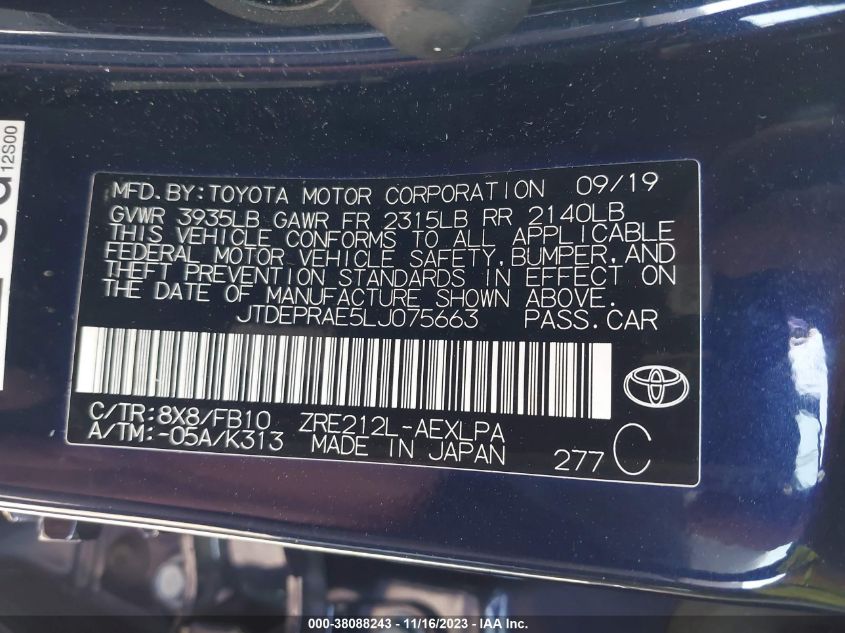 12S00
MFD.BY:TOYOTA MOTOR CORPORATION 09/19
GVWR 3935LB GAWR FR 2315LB RR 2140LB
THIS VEHICLE CONFORMS TO ALL APPLICABLE
FEDERAL MOTOR VEHICLE SAFETY,BUMPER,AND
THEFT PREVENTION STANDARDS IN EFFECT ON
THE DATE OF MANUFACTURE SHOWN ABOVE.
JTDEPRAE5LJ075663 PASS.CAR
C/TR:8X8/FB10 ZRE212L-AEXLPA
A/TM:-05A/K313 MADE IN JAPAN 277 C
000-38088243 - 11/16/2023 - IAA Inc.